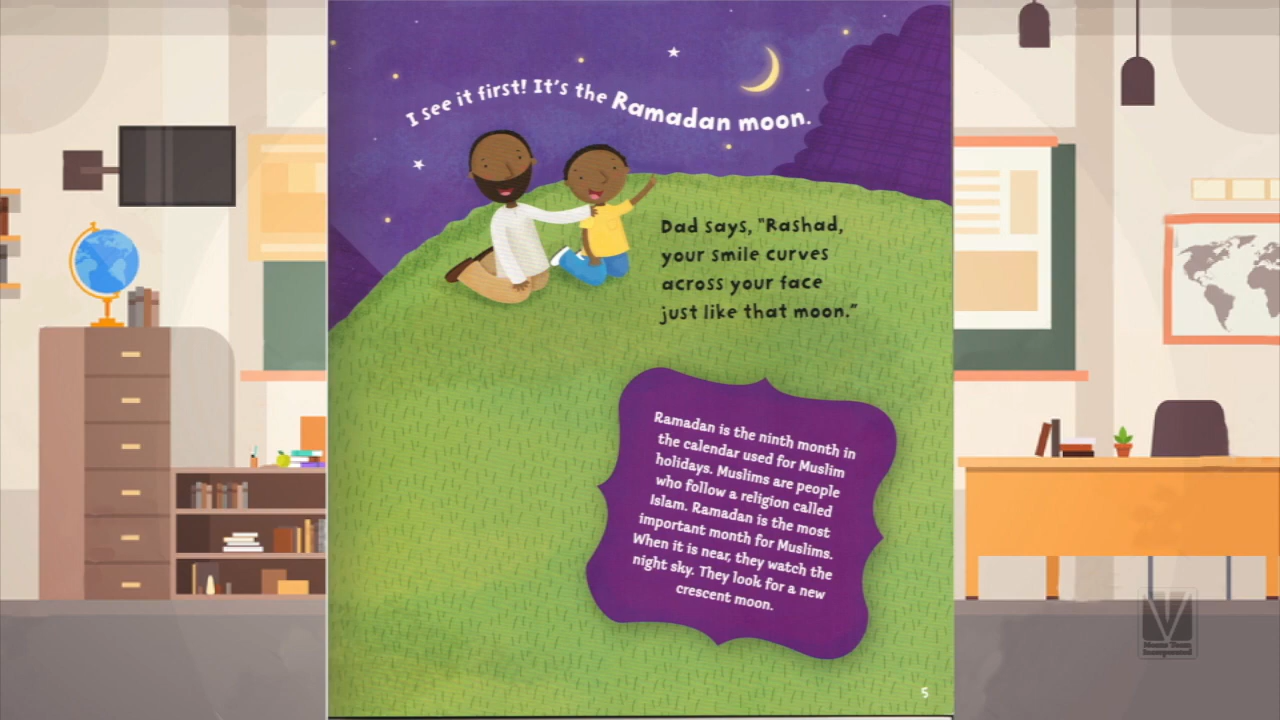 I see it first! It's the Ramadan moon.
Dad says, "Rashad,
your smile curves
across your face
just like that moon."
Ramadan is the ninth month in
the calendar used for Muslim
holidays. Muslims are people
who follow a religion called
Islam. Ramadan is the most
important month for Muslims.
When it is near, they watch the
night sky. They look for a new
crescent moon.
5